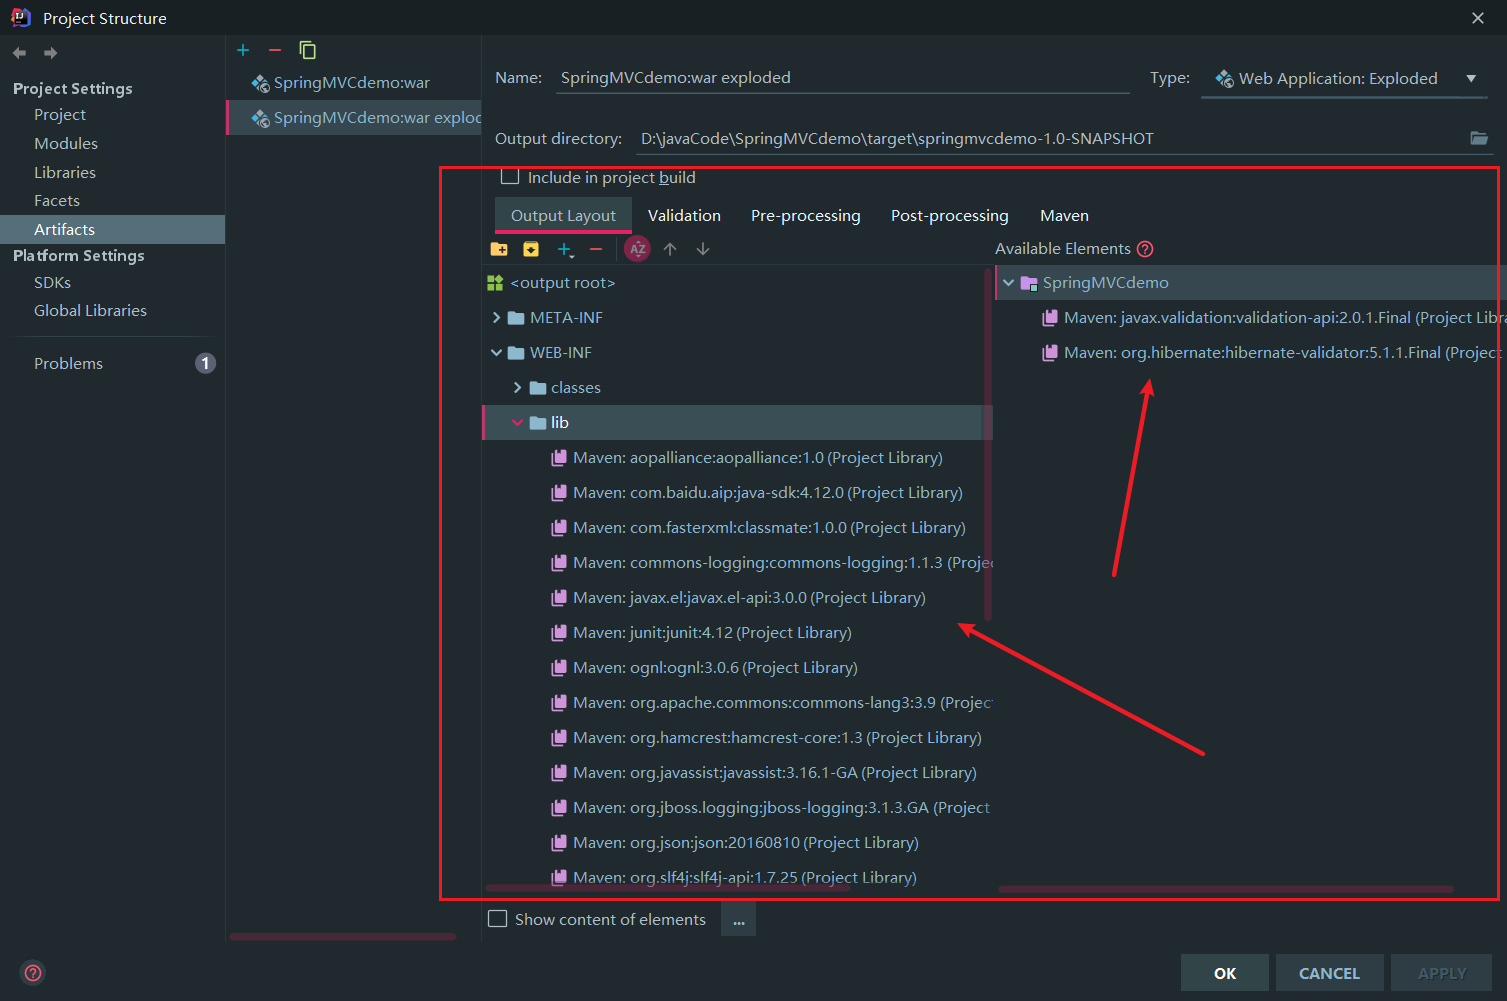 Project Structure
Project Settings
Project
Modules
Libraries
Facets
Artifacts
Platform Settings
SDKs
Global Libraries
Problems
1
SpringMVCdemo:war
SpringMVCdemo:war explod
Name: SpringMVCdemo:war exploded
Type: Web Application: Exploded
Output directory: D:\javaCode\SpringMVCdemo\target\springmvcdemo-1.0-SNAPSHOT
Include in project build
Output Layout Validation Pre-processing Post-processing Maven
AZ
<output root>
META-INF
WEB-INF
classes
lib
Maven: aopalliance:aopalliance:1.0 (Project Library)
Maven: com.baidu.aip:java-sdk:4.12.0 (Project Library)
Maven: com.fasterxml:classmate:1.0.0 (Project Library)
Maven: commons-logging:commons-logging:1.1.3 (Projec
Maven: javax.el:javax.el-api:3.0.0 (Project Library)
Maven: junit:junit:4.12 (Project Library)
Maven: ognl:ognl:3.0.6 (Project Library)
Maven: org.apache.commons:commons-lang3:3.9 (Project
Maven: org.hamcrest:hamcrest-core:1.3 (Project Library)
Maven: org.javassist:javassist:3.16.1-GA (Project Library)
Maven: org.jboss.logging:jboss-logging:3.1.3.GA (Project
Maven: org.json:json:20160810 (Project Library)
Maven: org.slf4j:slf4j-api:1.7.25 (Project Library)
Available Elements ?
SpringMVCdemo
Maven: javax.validation:validation-api:2.0.1.Final (Project Libra
Maven: org.hibernate:hibernate-validator:5.1.1.Final (Project
Show content of elements ...
?
OK CANCEL APPLY